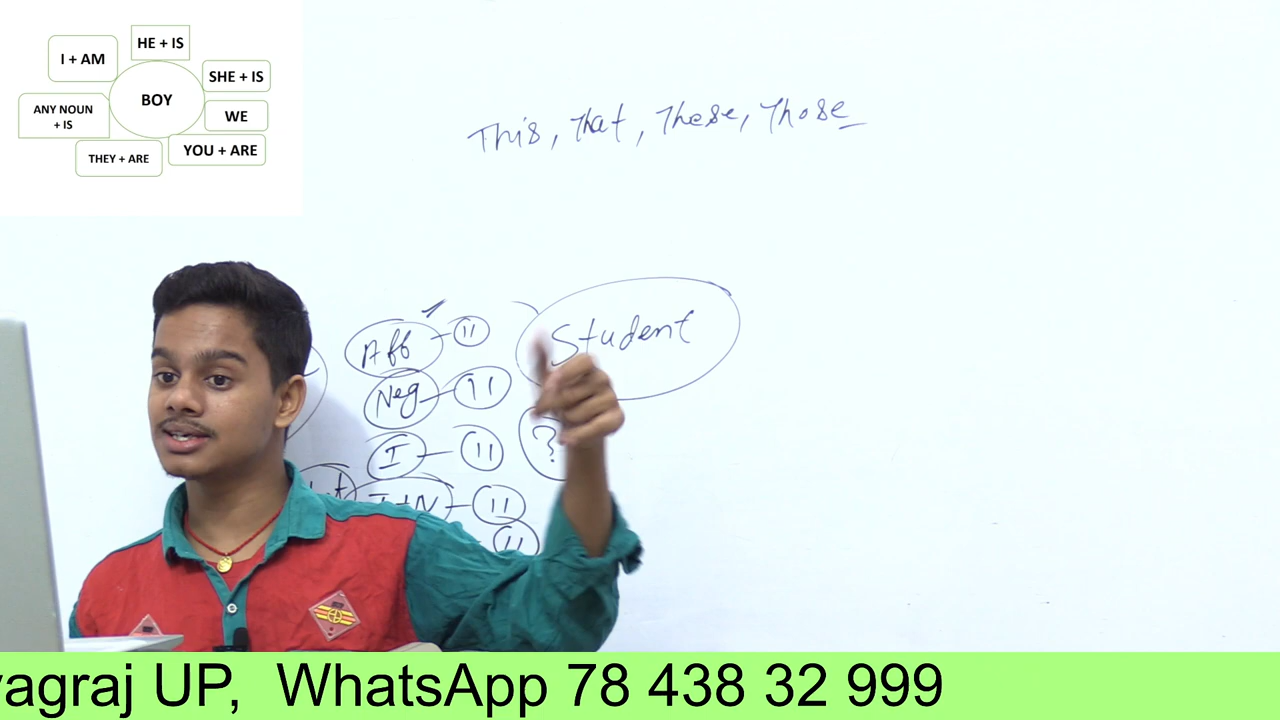 HE + IS
I + AM
SHE + IS
BOY
ANY NOUN
+ IS
WE
YOU + ARE
THEY + ARE
This, that, these, those
Aff - 11
Student
Neg - 11
I - 11
?
I+N - 11
11
yagraj UP, WhatsApp 78 438 32 999